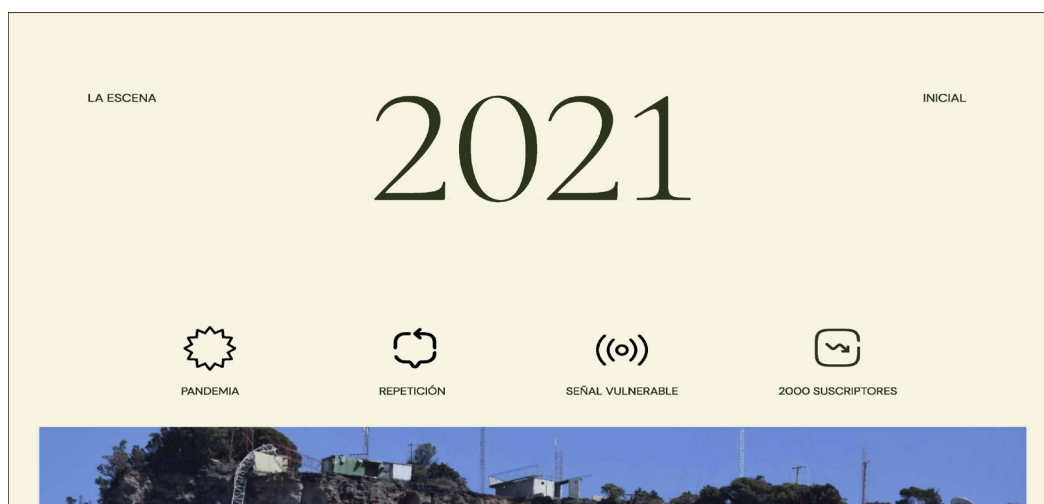 LA ESCENA
2021
INICIAL
PANDEMIA
REPETICIÓN
SEÑAL VULNERABLE
2000 SUSCRIPTORES